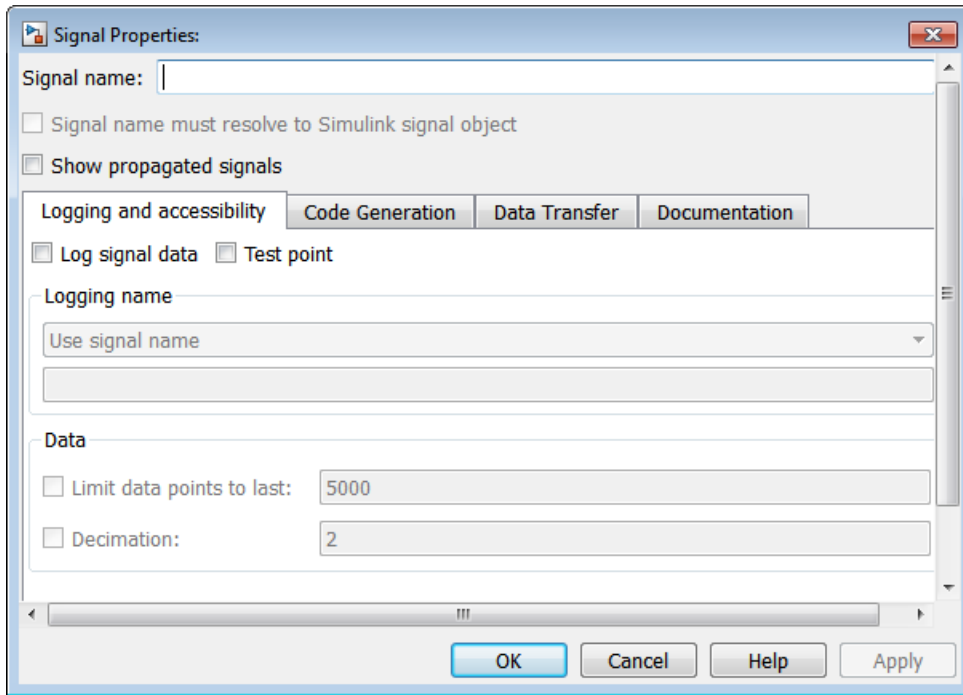 Signal Properties:
Signal name:
Signal name must resolve to Simulink signal object
Show propagated signals
Logging and accessibility Code Generation Data Transfer Documentation
Log signal data Test point
Logging name
Use signal name
Data
Limit data points to last: 5000
Decimation: 2
OK Cancel Help Apply